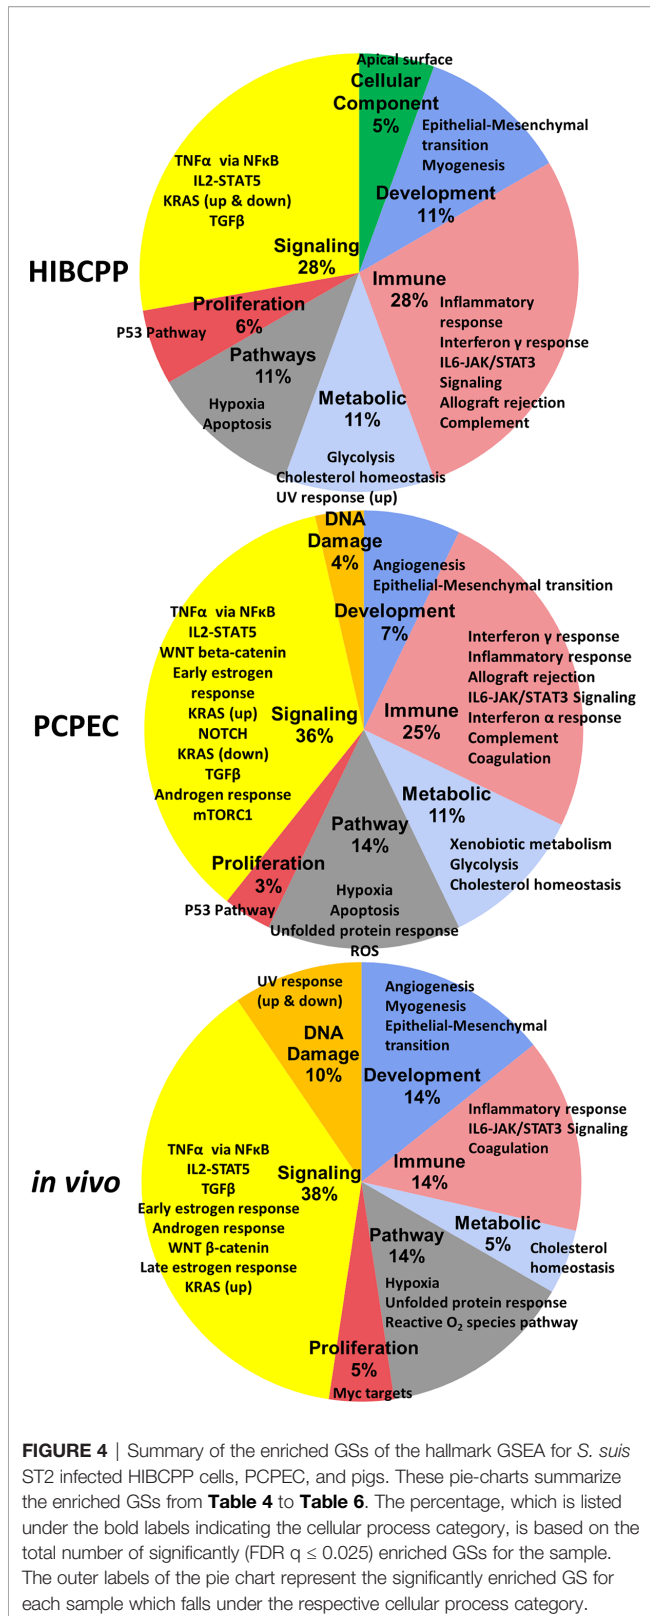 Apical surface
Cellular
Component
5%
Epithelial-Mesenchymal
transition
Myogenesis
Development
11%
TNFα via NFκB
IL2-STAT5
KRAS (up & down)
TGFβ
Signaling
28%
HIBCPP
Immune
28%
Inflammatory
response
Interferon γ response
IL6-JAK/STAT3
Signaling
Allograft rejection
Complement
Proliferation
6%
P53 Pathway
Pathways
11%
Hypoxia
Apoptosis
Metabolic
11%
Glycolysis
Cholesterol homeostasis
UV response (up)
DNA
Damage
4%
Angiogenesis
Epithelial-Mesenchymal transition
Development
7%
TNFα via NFκB
IL2-STAT5
WNT beta-catenin
Early estrogen
response
KRAS (up)
NOTCH
KRAS (down)
TGFβ
Androgen response
mTORC1
Signaling
36%
PCPEC
Immune
25%
Interferon γ response
Inflammatory response
Allograft rejection
IL6-JAK/STAT3 Signaling
Interferon α response
Complement
Coagulation
Metabolic
11%
Xenobiotic metabolism
Glycolysis
Cholesterol homeostasis
Pathway
14%
Hypoxia
Apoptosis
Unfolded protein response
ROS
Proliferation
3%
P53 Pathway
UV response
(up & down)
DNA
Damage
10%
Angiogenesis
Myogenesis
Epithelial-Mesenchymal
transition
Development
14%
TNFα via NFκB
IL2-STAT5
TGFβ
Early estrogen response
Androgen response
WNT β-catenin
Late estrogen response
KRAS (up)
Signaling
38%
in vivo
Inflammatory response
IL6-JAK/STAT3 Signaling
Coagulation
Immune
14%
Metabolic
5%
Cholesterol
homeostasis
Pathway
14%
Hypoxia
Unfolded protein response
Reactive O₂ species pathway
Proliferation
5%
Myc targets
FIGURE 4 | Summary of the enriched GSs of the hallmark GSEA for S. suis
ST2 infected HIBCPP cells, PCPEC, and pigs. These pie-charts summarize
the enriched GSs from Table 4 to Table 6. The percentage, which is listed
under the bold labels indicating the cellular process category, is based on the
total number of significantly (FDR q ≤ 0.025) enriched GSs for the sample.
The outer labels of the pie chart represent the significantly enriched GS for
each sample which falls under the respective cellular process category.